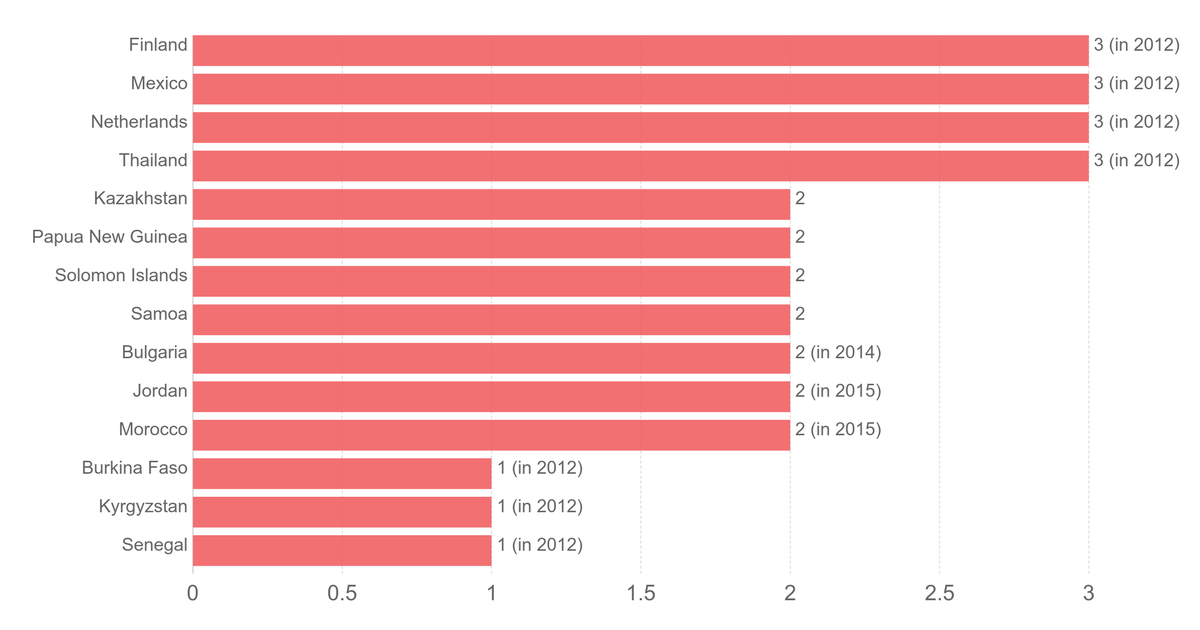 Finland 3 (in 2012)
Mexico 3 (in 2012)
Netherlands 3 (in 2012)
Thailand 3 (in 2012)
Kazakhstan 2
Papua New Guinea 2
Solomon Islands 2
Samoa 2
Bulgaria 2 (in 2014)
Jordan 2 (in 2015)
Morocco 2 (in 2015)
Burkina Faso 1 (in 2012)
Kyrgyzstan 1 (in 2012)
Senegal 1 (in 2012)
0 0.5 1 1.5 2 2.5 3